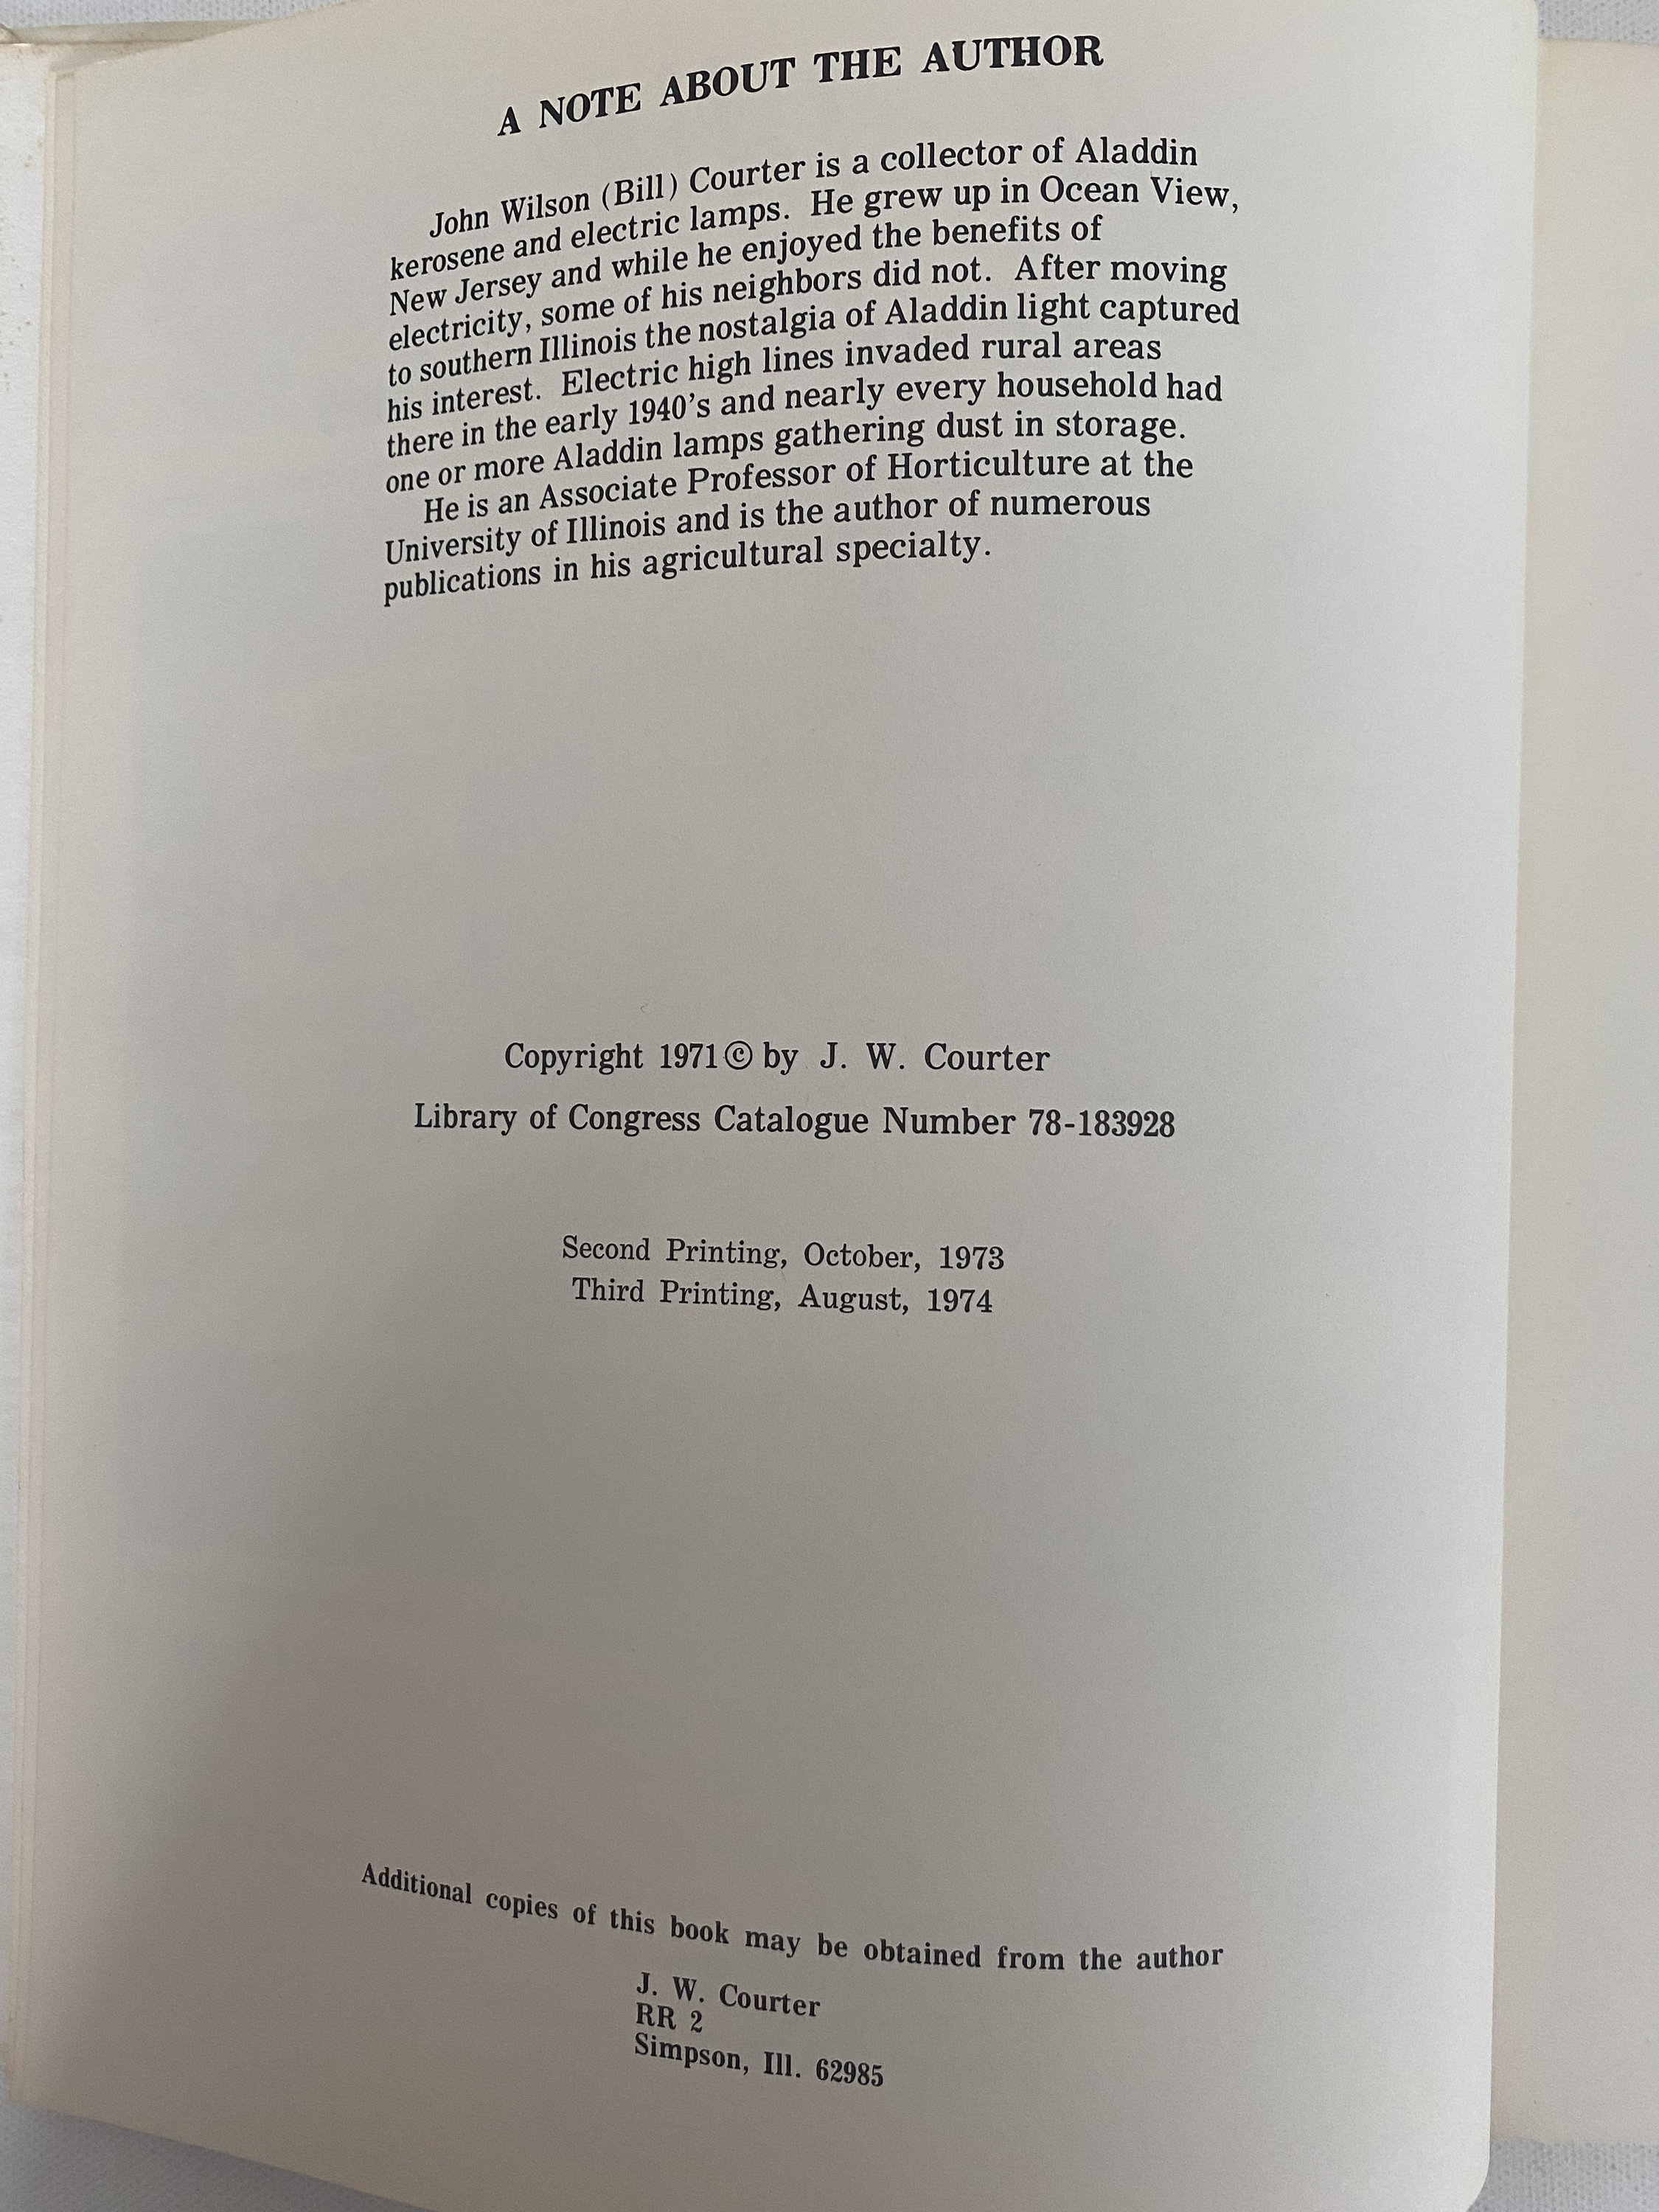 A NOTE ABOUT THE AUTHOR
John Wilson (Bill) Courter is a collector of Aladdin
kerosene and electric lamps. He grew up in Ocean View,
New Jersey and while he enjoyed the benefits of
electricity, some of his neighbors did not. After moving
to southern Illinois the nostalgia of Aladdin light captured
his interest. Electric high lines invaded rural areas
there in the early 1940's and nearly every household had
one or more Aladdin lamps gathering dust in storage.
He is an Associate Professor of Horticulture at the
University of Illinois and is the author of numerous
publications in his agricultural specialty.
Copyright 1971 © by J. W. Courter
Library of Congress Catalogue Number 78-183928
Second Printing, October, 1973
Third Printing, August, 1974
Additional copies of this book may be obtained from the author
J. W. Courter
RR 2
Simpson, Ill. 62985